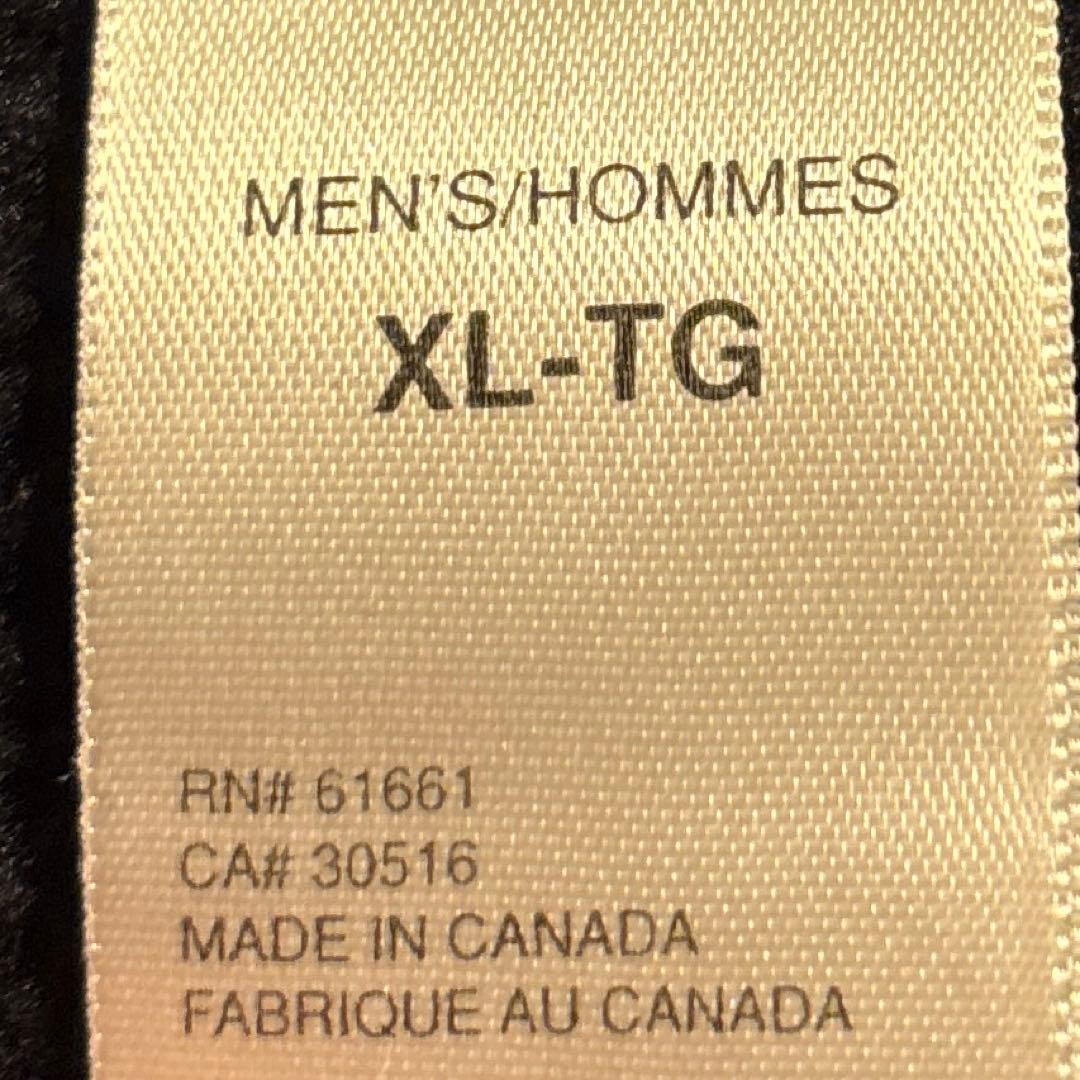 MEN'S/HOMMES
XL-TG
RN# 61661
CA# 30516
MADE IN CANADA
FABRIQUE AU CANADA